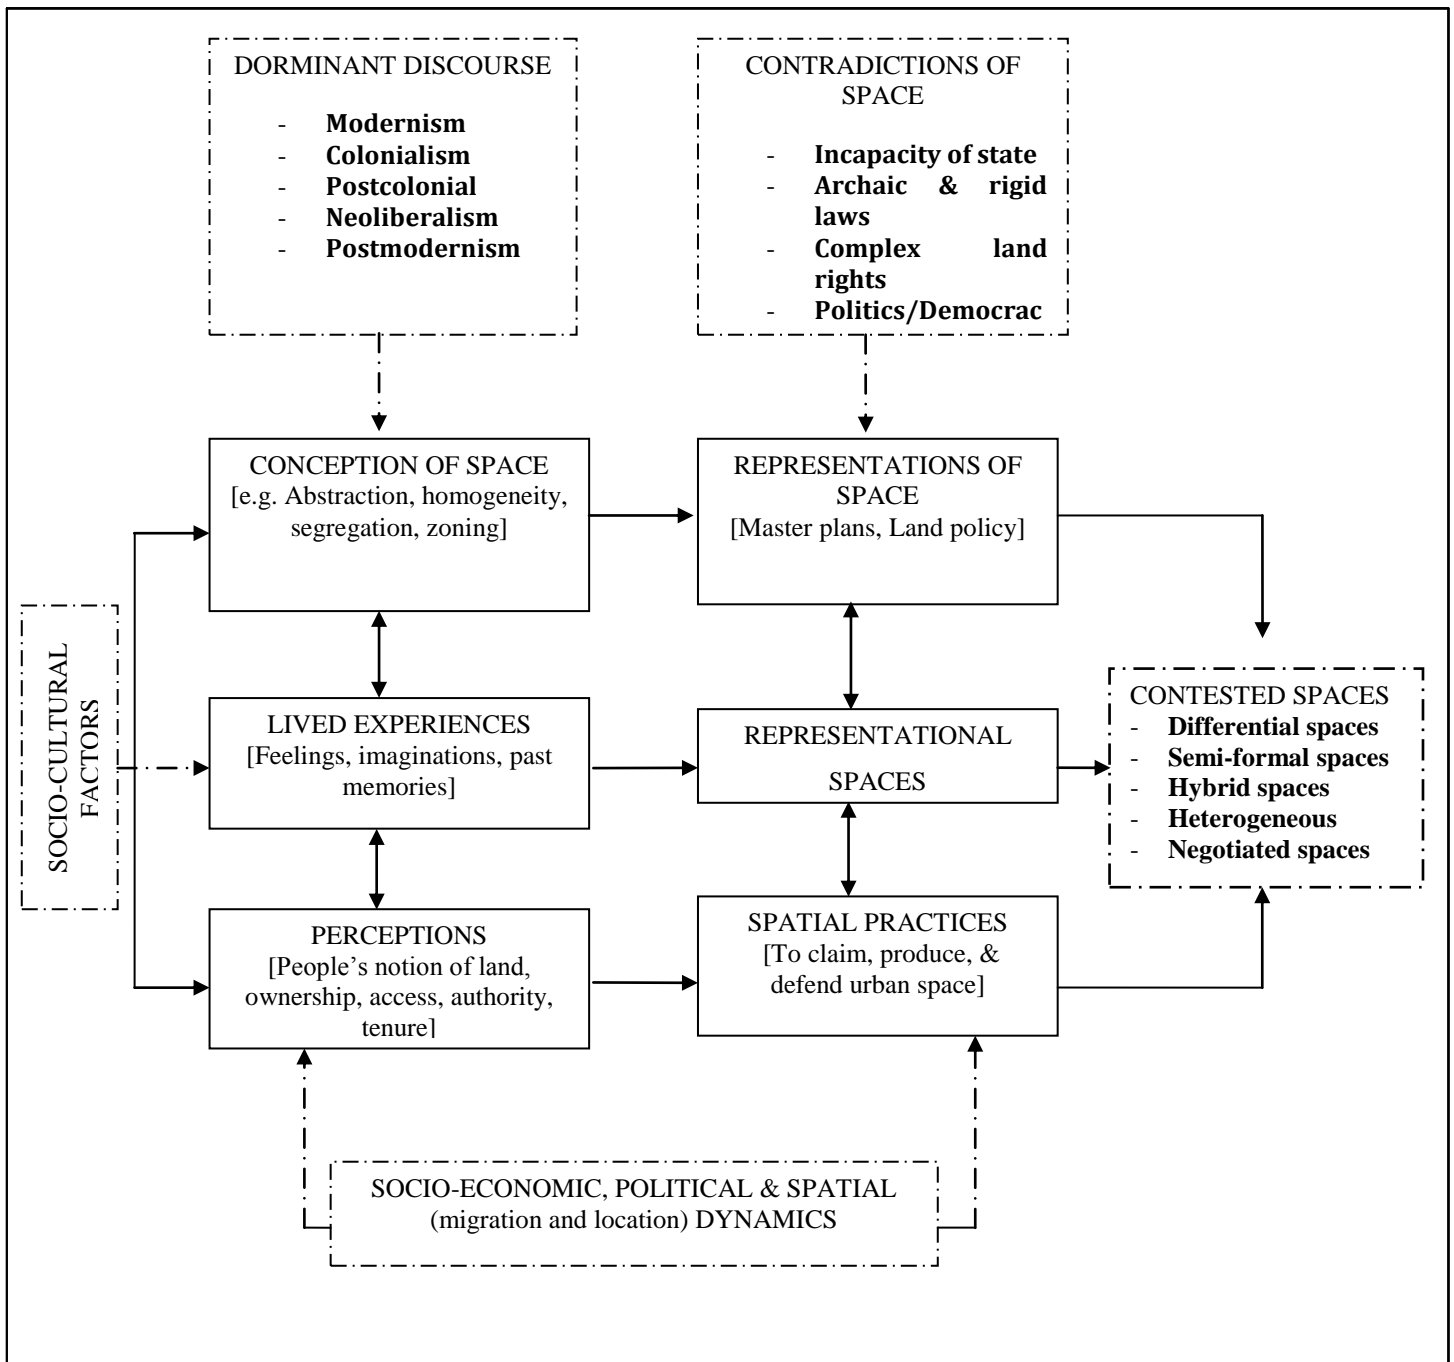 DORMINANT DISCOURSE
- Modernism
- Colonialism
- Postcolonial
- Neoliberalism
- Postmodernism
CONTRADICTIONS OF
SPACE
- Incapacity of state
- Archaic & rigid
laws
- Complex land
rights
- Politics/Democrac
CONCEPTION OF SPACE
[e.g. Abstraction, homogeneity,
segregation, zoning]
REPRESENTATIONS OF
SPACE
[Master plans, Land policy]
SOCIO-CULTURAL
FACTORS
LIVED EXPERIENCES
[Feelings, imaginations, past
memories]
REPRESENTATIONAL
SPACES
CONTESTED SPACES
- Differential spaces
- Semi-formal spaces
- Hybrid spaces
- Heterogeneous
- Negotiated spaces
PERCEPTIONS
[People’s notion of land,
ownership, access, authority,
tenure]
SPATIAL PRACTICES
[To claim, produce, &
defend urban space]
SOCIO-ECONOMIC, POLITICAL & SPATIAL
(migration and location) DYNAMICS